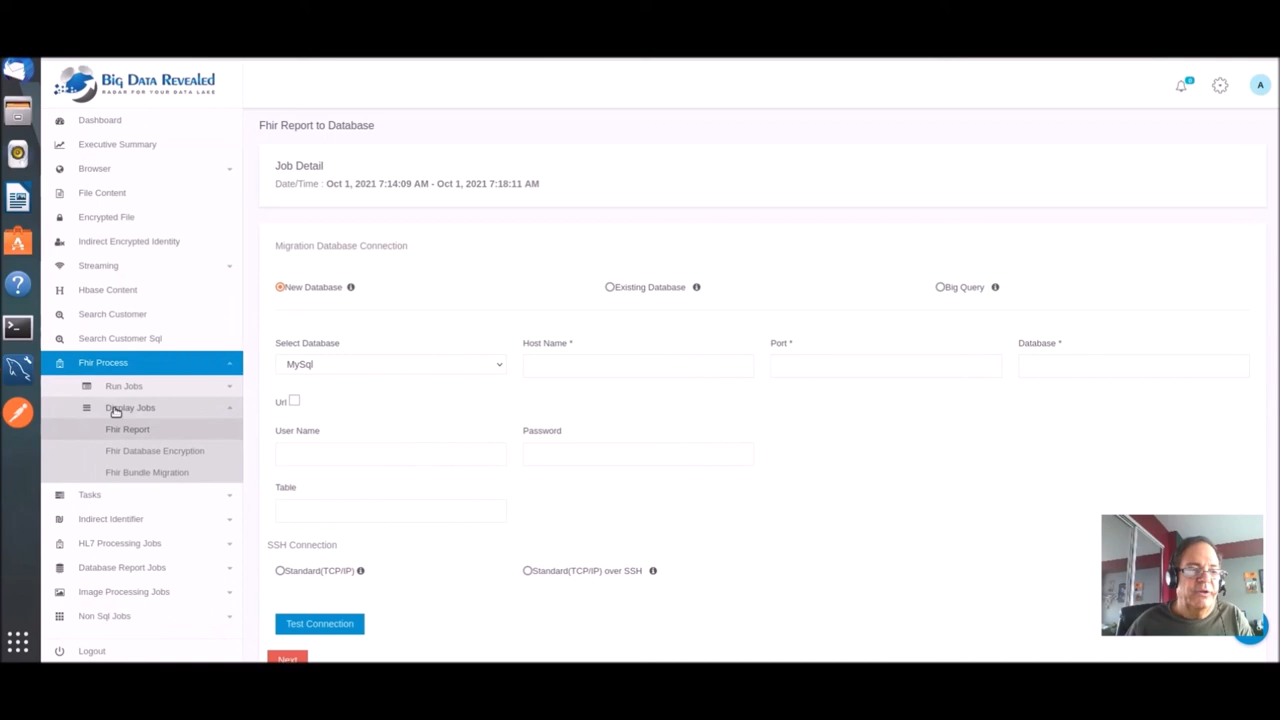 BIG DATA REVEALED
RADAR FOR YOUR DATA LAKE
0
A
Dashboard
Executive Summary
Browser
File Content
Encrypted File
Indirect Encrypted Identity
Streaming
H Hbase Content
Search Customer
Search Customer Sql
Fhir Process
Run Jobs
Display Jobs
Fhir Report
Fhir Database Encryption
Fhir Bundle Migration
Tasks
Indirect Identifier
HL7 Processing Jobs
Database Report Jobs
Image Processing Jobs
Non Sql Jobs
Logout
Fhir Report to Database
Job Detail
Date/Time : Oct 1, 2021 7:14:09 AM - Oct 1, 2021 7:18:11 AM
Migration Database Connection
New Database Existing Database Big Query
Select Database Host Name * Port * Database *
MySql
Url
User Name Password
Table
SSH Connection
Standard(TCP/IP) Standard(TCP/IP) over SSH
Test Connection
Next